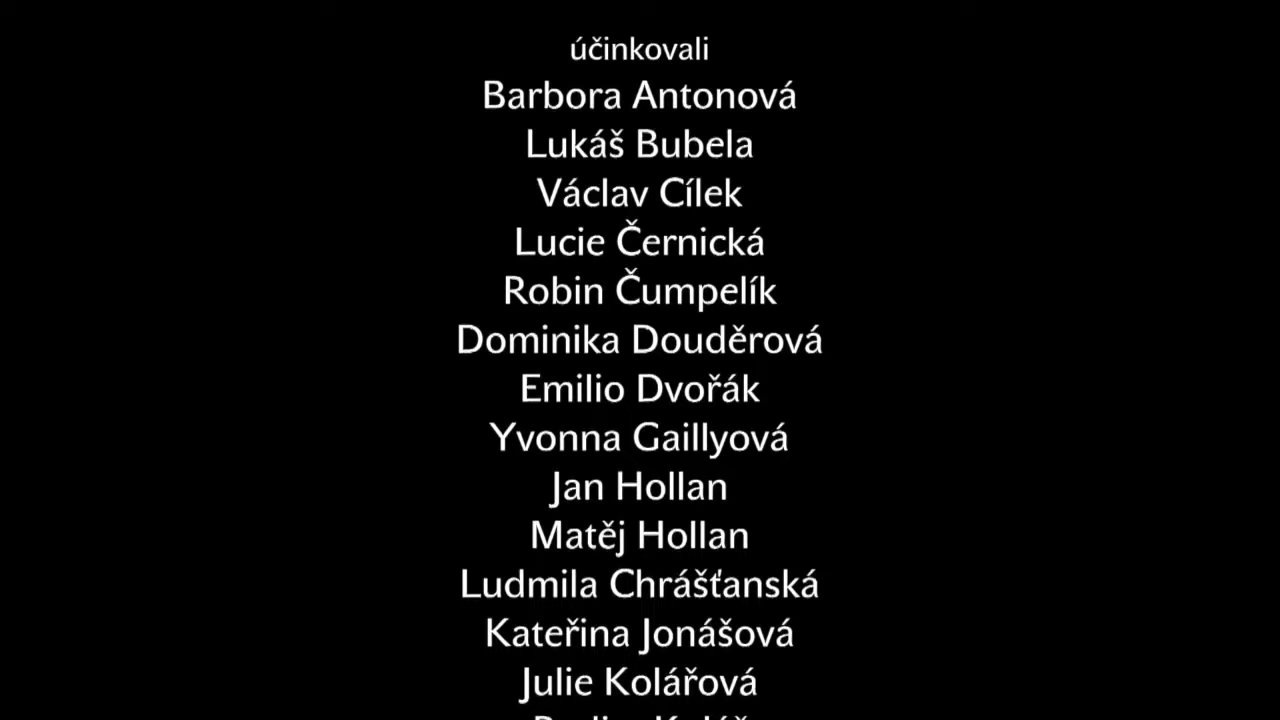 účinkovali
Barbora Antonová
Lukáš Bubela
Václav Cílek
Lucie Černická
Robin Čumpelík
Dominika Douděrová
Emilio Dvořák
Yvonna Gaillyová
Jan Hollan
Matěj Hollan
Ludmila Chrášťanská
Kateřina Jonášová
Julie Kolářová